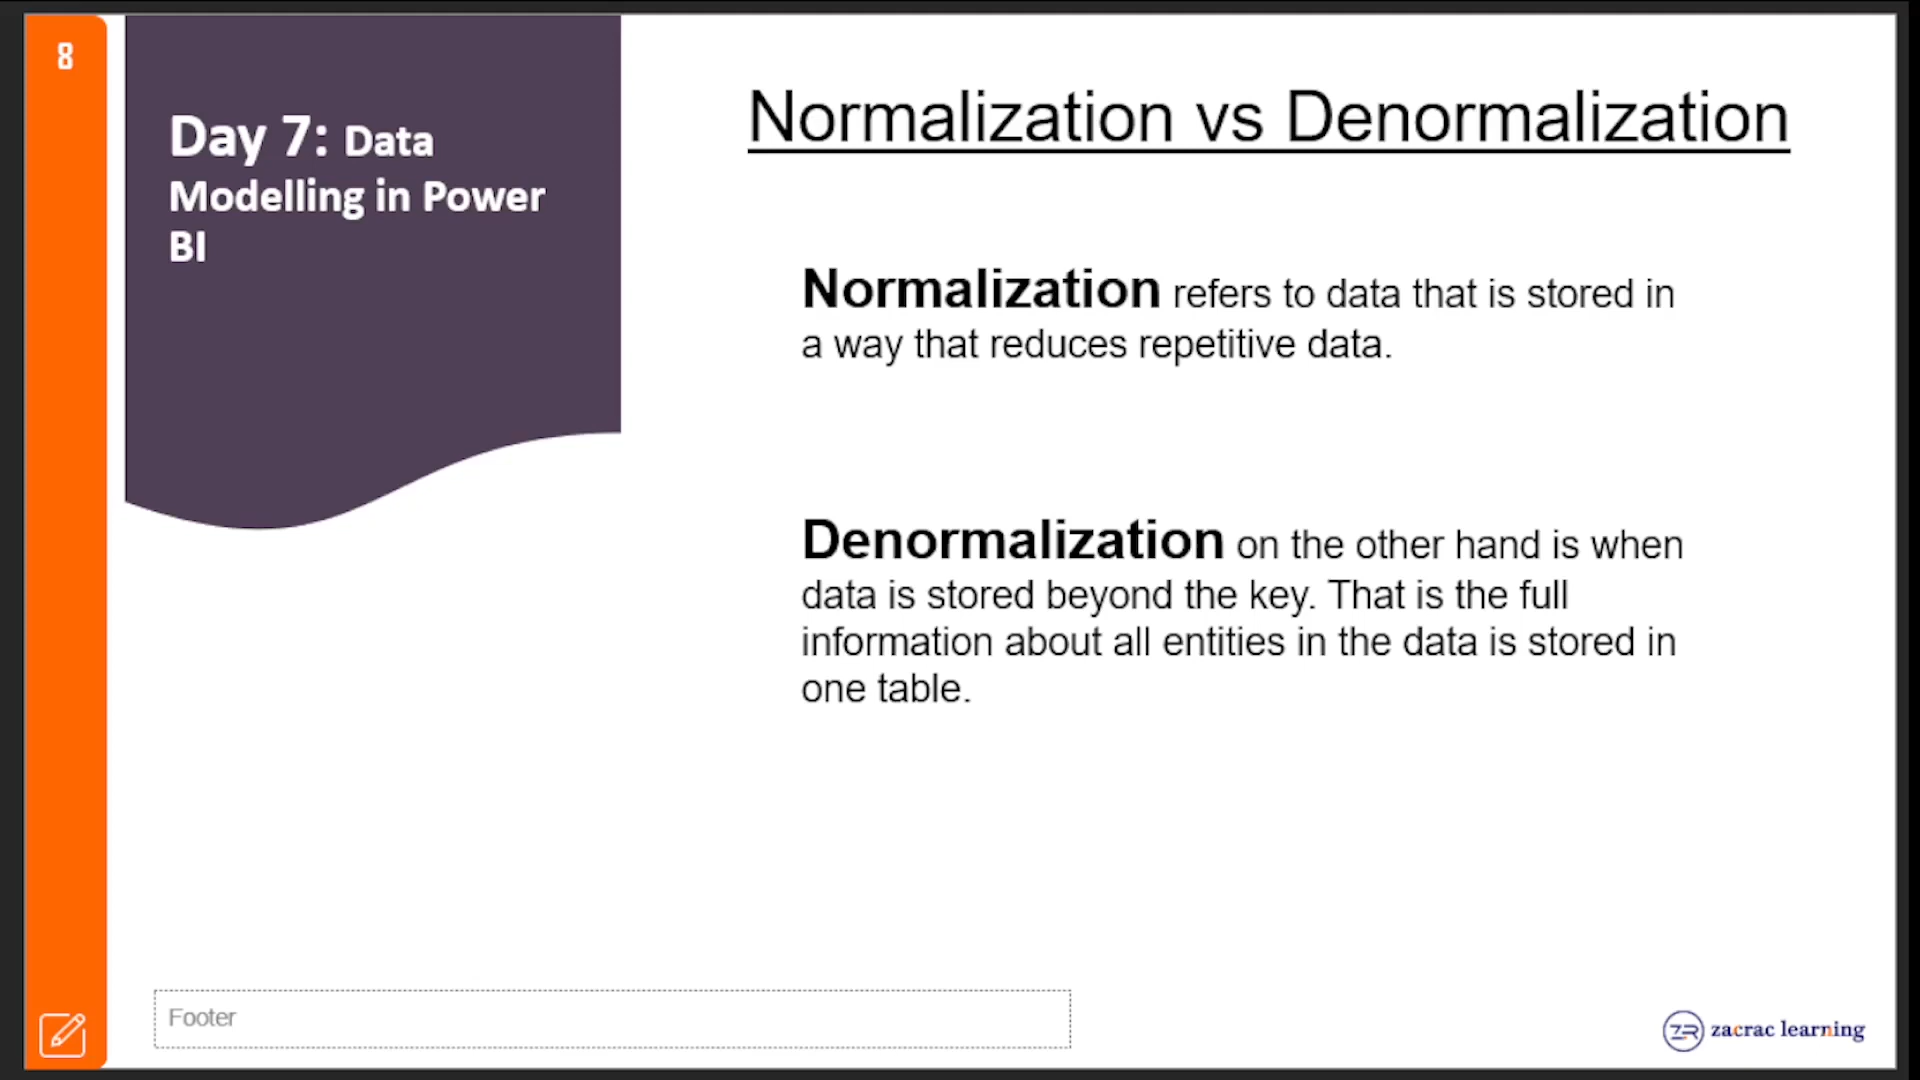 8
Day 7: Data
Modelling in Power
BI
Normalization vs Denormalization
Normalization refers to data that is stored in
a way that reduces repetitive data.
Denormalization on the other hand is when
data is stored beyond the key. That is the full
information about all entities in the data is stored in
one table.
Footer
ZR zacrac learning